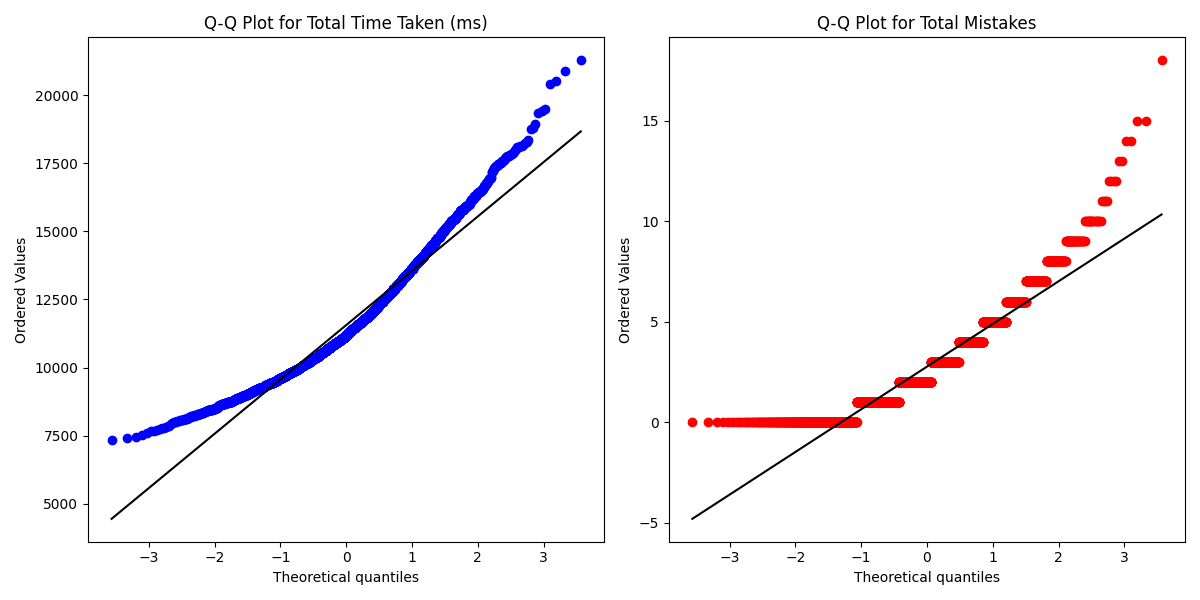 Q-Q Plot for Total Time Taken (ms)
Ordered Values
20000
17500
15000
12500
10000
7500
5000
−3 −2 −1 0 1 2 3
Theoretical quantiles
Q-Q Plot for Total Mistakes
Ordered Values
15
10
5
0
−5
−3 −2 −1 0 1 2 3
Theoretical quantiles